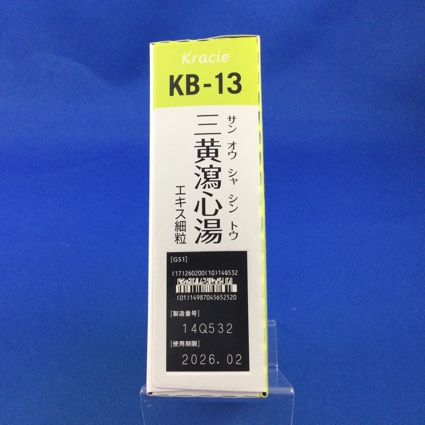 Kracie
KB-13
三黄瀉心湯
サン オウ シャ シン トウ
エキス細粒
[GS1]
(17)260200(10)14Q532
(01)14987045652520
[製造番号]
14Q532
[使用期限]
2026.02